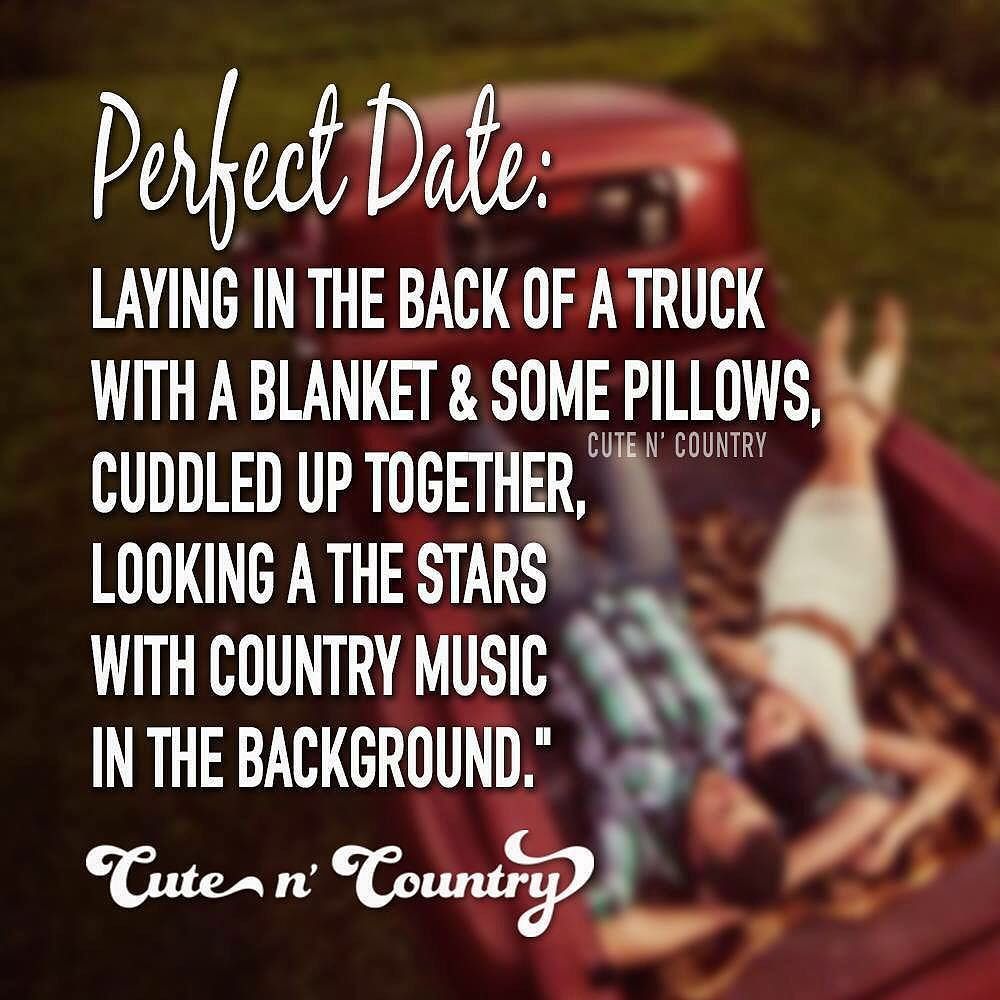 Perfect Date:
LAYING IN THE BACK OF A TRUCK
WITH A BLANKET & SOME PILLOWS,
CUTE N' COUNTRY
CUDDLED UP TOGETHER,
LOOKING A THE STARS
WITH COUNTRY MUSIC
IN THE BACKGROUND."
Cute n' Country